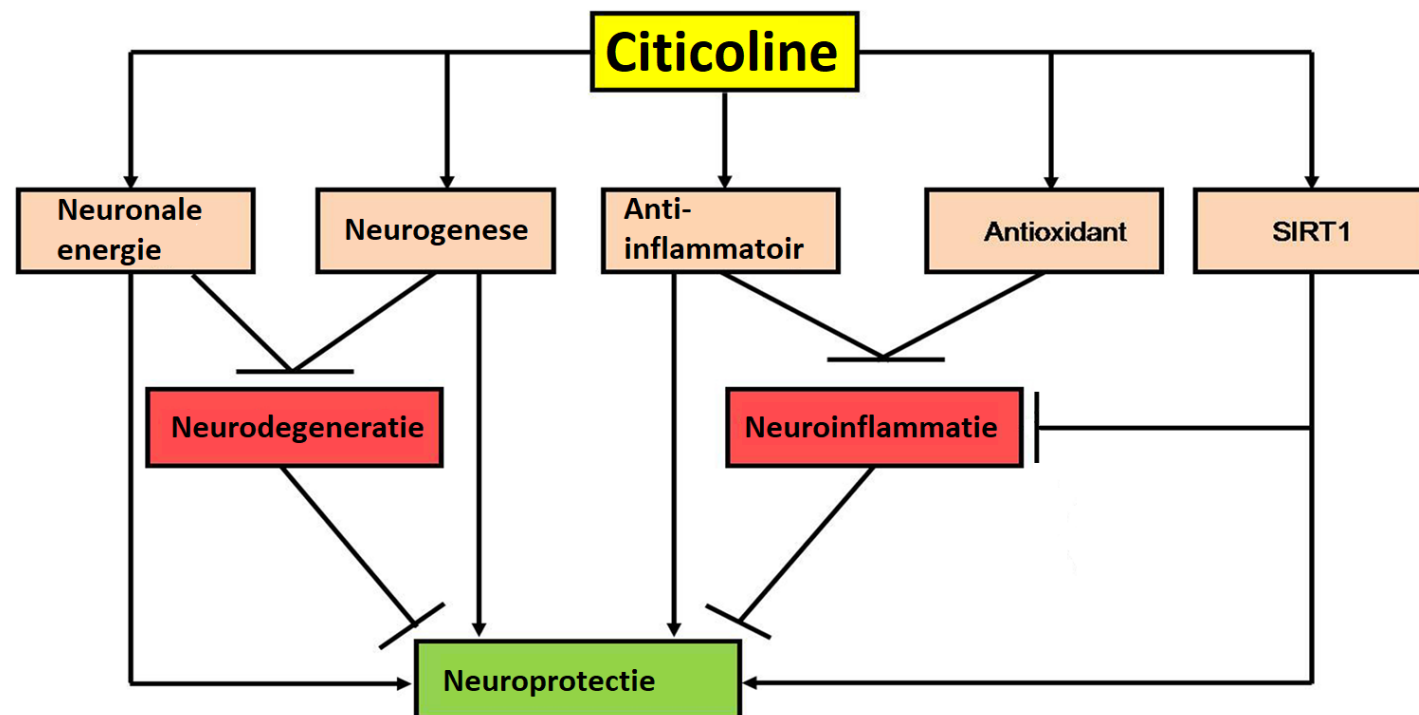 Citicoline
Neuronale
energie
Neurogenese
Anti-
inflammatoir
Antioxidant
SIRT1
Neurodegeneratie
Neuroinflammatie
Neuroprotectie